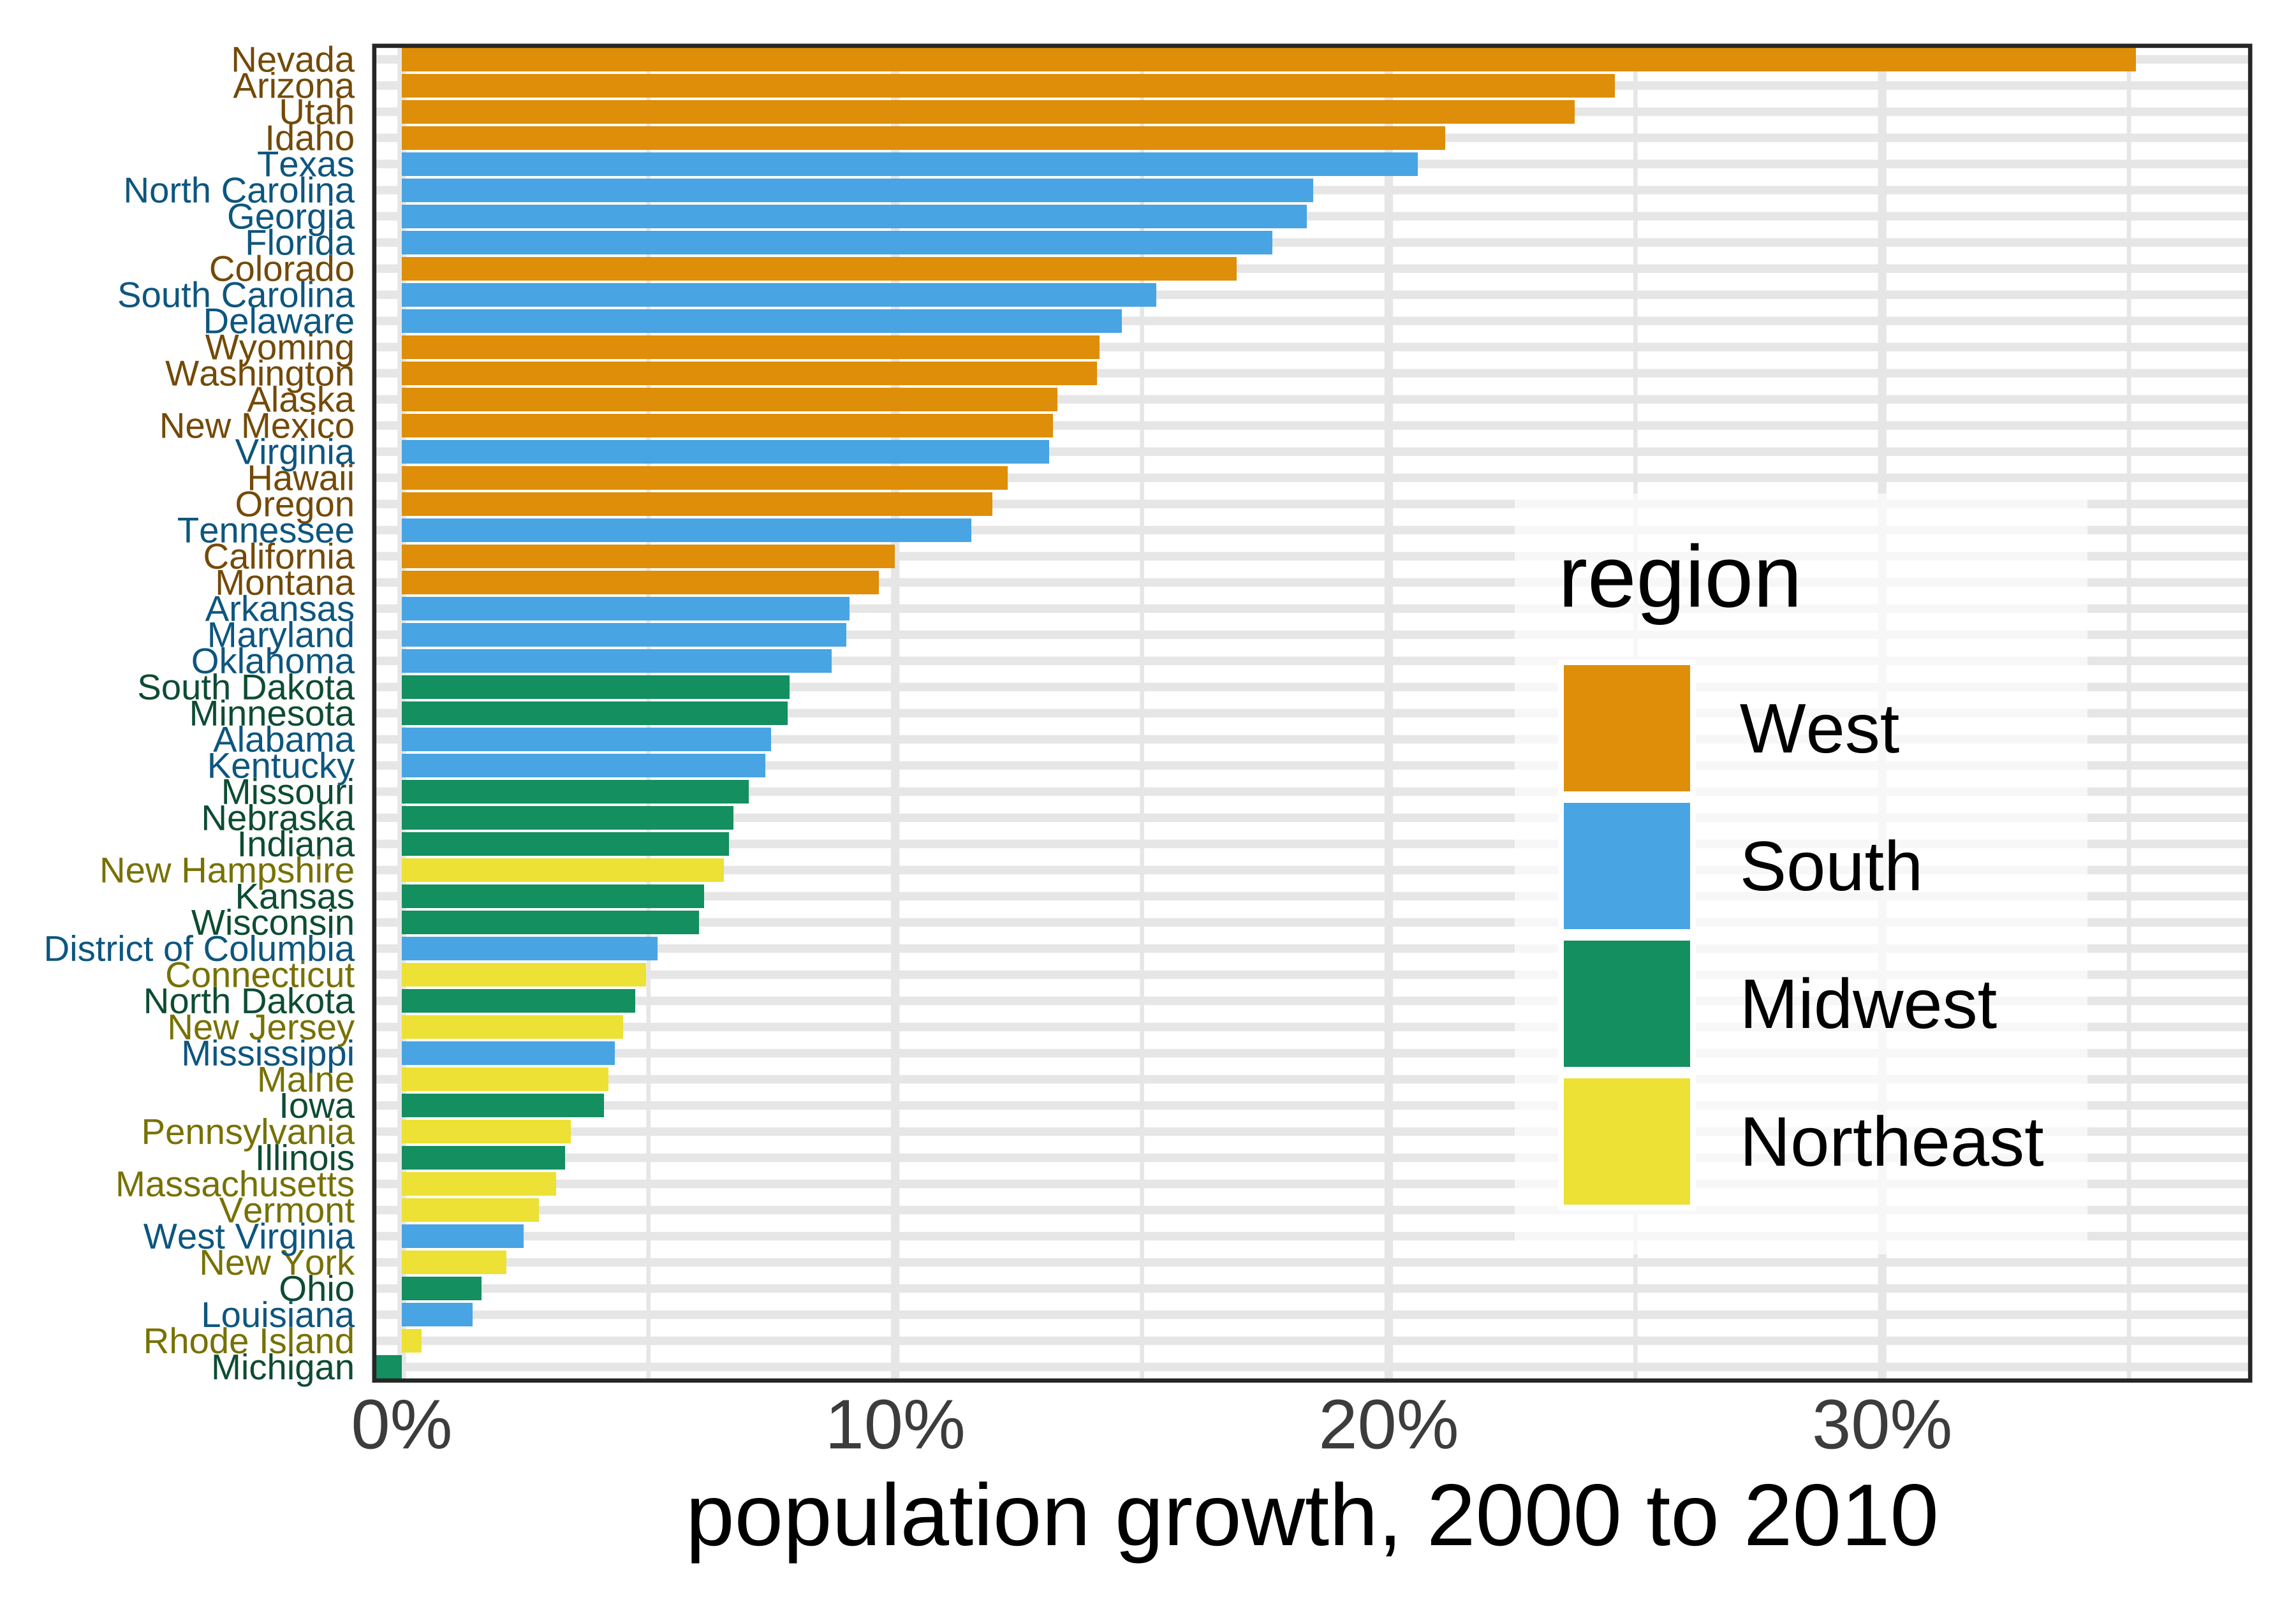 Nevada
Arizona
Utah
Idaho
Texas
North Carolina
Georgia
Florida
Colorado
South Carolina
Delaware
Wyoming
Washington
Alaska
New Mexico
Virginia
Hawaii
Oregon
Tennessee
California
Montana
Arkansas
Maryland
Oklahoma
South Dakota
Minnesota
Alabama
Kentucky
Missouri
Nebraska
Indiana
New Hampshire
Kansas
Wisconsin
District of Columbia
Connecticut
North Dakota
New Jersey
Mississippi
Maine
Iowa
Pennsylvania
Illinois
Massachusetts
Vermont
West Virginia
New York
Ohio
Louisiana
Rhode Island
Michigan
region
West
South
Midwest
Northeast
0% 10% 20% 30%
population growth, 2000 to 2010